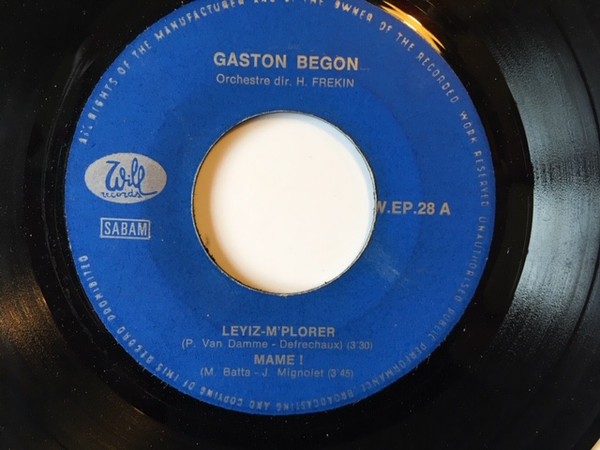 ALL RIGHTS OF THE MANUFACTURER AND OF THE OWNER OF THE RECORDED WORK RESERVED UNAUTHORISED PUBLIC PERFORMANCE BROADCASTING AND COPYING OF THIS RECORD PROHIBITED
GASTON BEGON
Orchestre dir. H. FREKIN
Will
records
SABAM
W.EP.28 A
LEYIZ-M'PLORER
(P. Van Damme - Defrechaux) (3'30)
MAME !
(M. Batts - J. Mignolet (3'45)